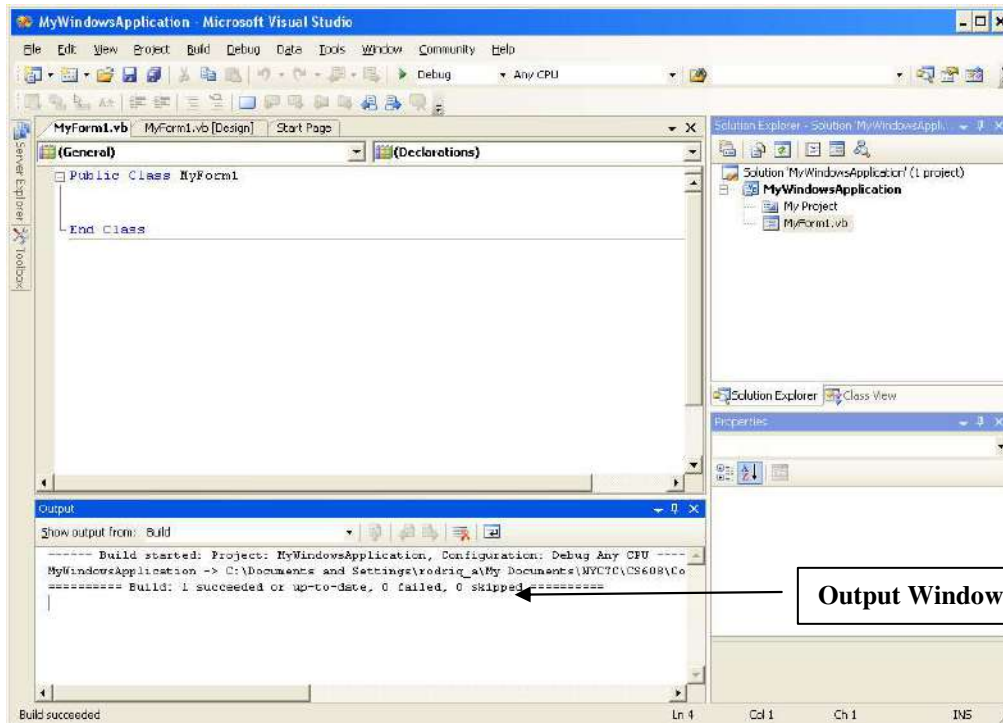 MyWindowsApplication - Microsoft Visual Studio
File Edit View Project Build Debug Data Tools Window Community Help
Debug Any CPU
MyForm1.vb MyForm1.vb [Design] Start Page
Solution Explorer - Solution 'MyWindowsAppli...
(General) (Declarations)
Server Explorer
Toolbox
Public Class MyForm1
End Class
Solution 'MyWindowsApplication' (1 project)
MyWindowsApplication
My Project
MyForm1.vb
Solution Explorer Class View
Properties
Output
Show output from: Build
------ Build started: Project: MyWindowsApplication, Configuration: Debug Any CPU ----
MyWindowsApplication -> C:\Documents and Settings\rodriq_a\My Documents\NYCTC\CS608\Co
========== Build: 1 succeeded or up-to-date, 0 failed, 0 skipped ==========
Output Window
Build succeeded Ln 4 Col 1 Ch 1 INS